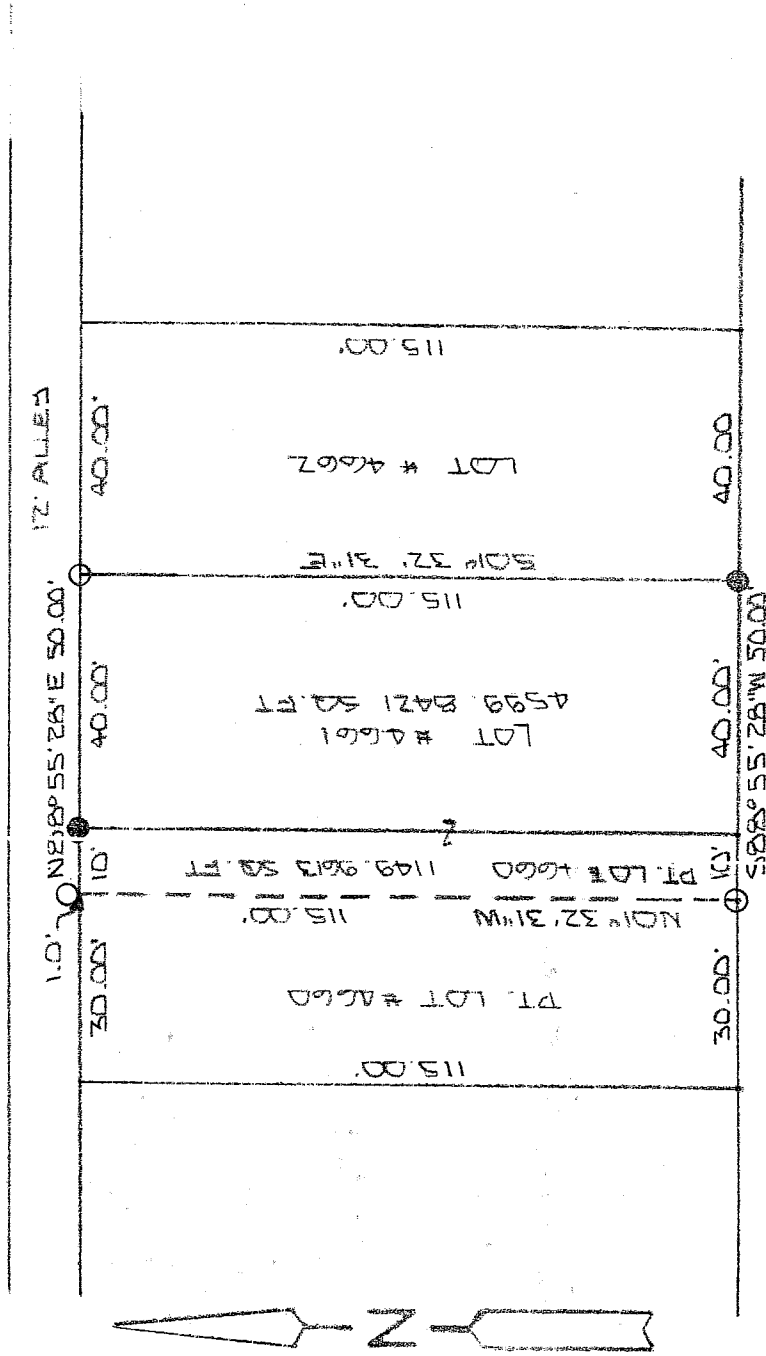 12' ALLEY
N88°55'28"E 50.00'
1.0'
30.00'
10'
40.00'
40.00'
115.00'
PT. LOT #4660
N01° 32' 31"W
115.00'
PT. LOT 4660
1149.9613 SQ.FT
Z
LOT #4661
4599.8421 SQ.FT
115.00'
S01° 32' 31"E
LOT #4662
115.00'
30.00'
10'
40.00'
40.00
S88°55'28"W 50.00'
N